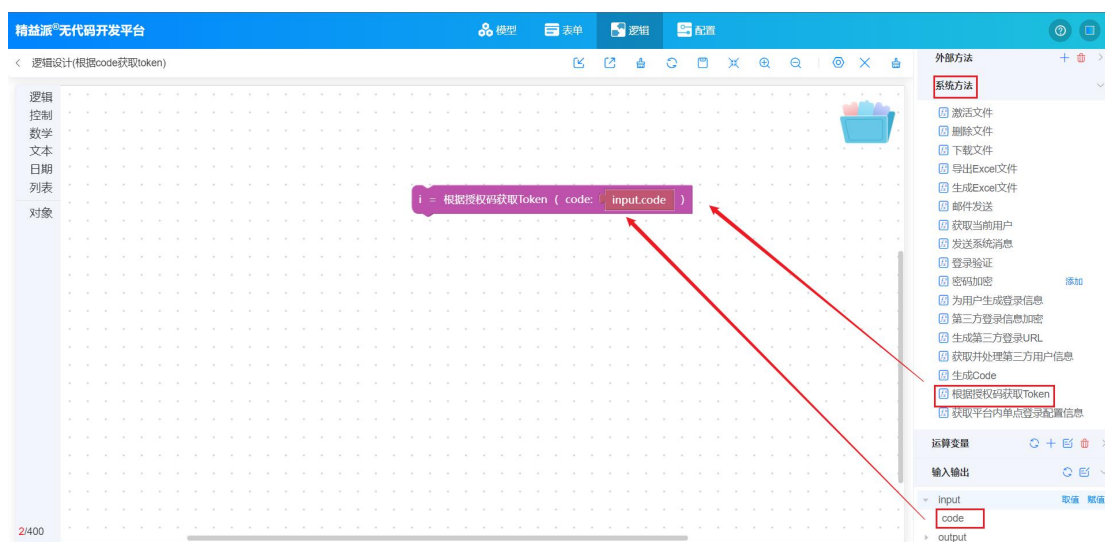 精益派®无代码开发平台
模型
表单
逻辑
配置
逻辑设计(根据code获取token)
逻辑
控制
数学
文本
日期
列表
对象
i = 根据授权码获取Token ( code: input.code )
2/400
外部方法
系统方法
激活文件
删除文件
下载文件
导出Excel文件
生成Excel文件
邮件发送
获取当前用户
发送系统消息
登录验证
密码加密 添加
为用户生成登录信息
第三方登录信息加密
生成第三方登录URL
获取并处理第三方用户信息
生成Code
根据授权码获取Token
获取平台内单点登录配置信息
运算变量
输入输出
input 取值 赋值
code
output